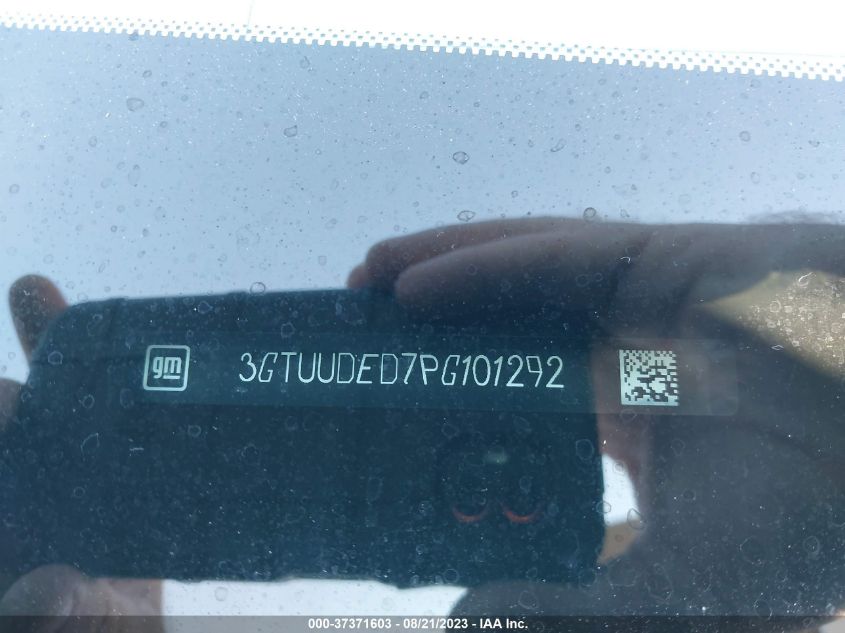 gm 3GTUUDED7PG101292
000-37371603 - 08/21/2023 - IAA Inc.